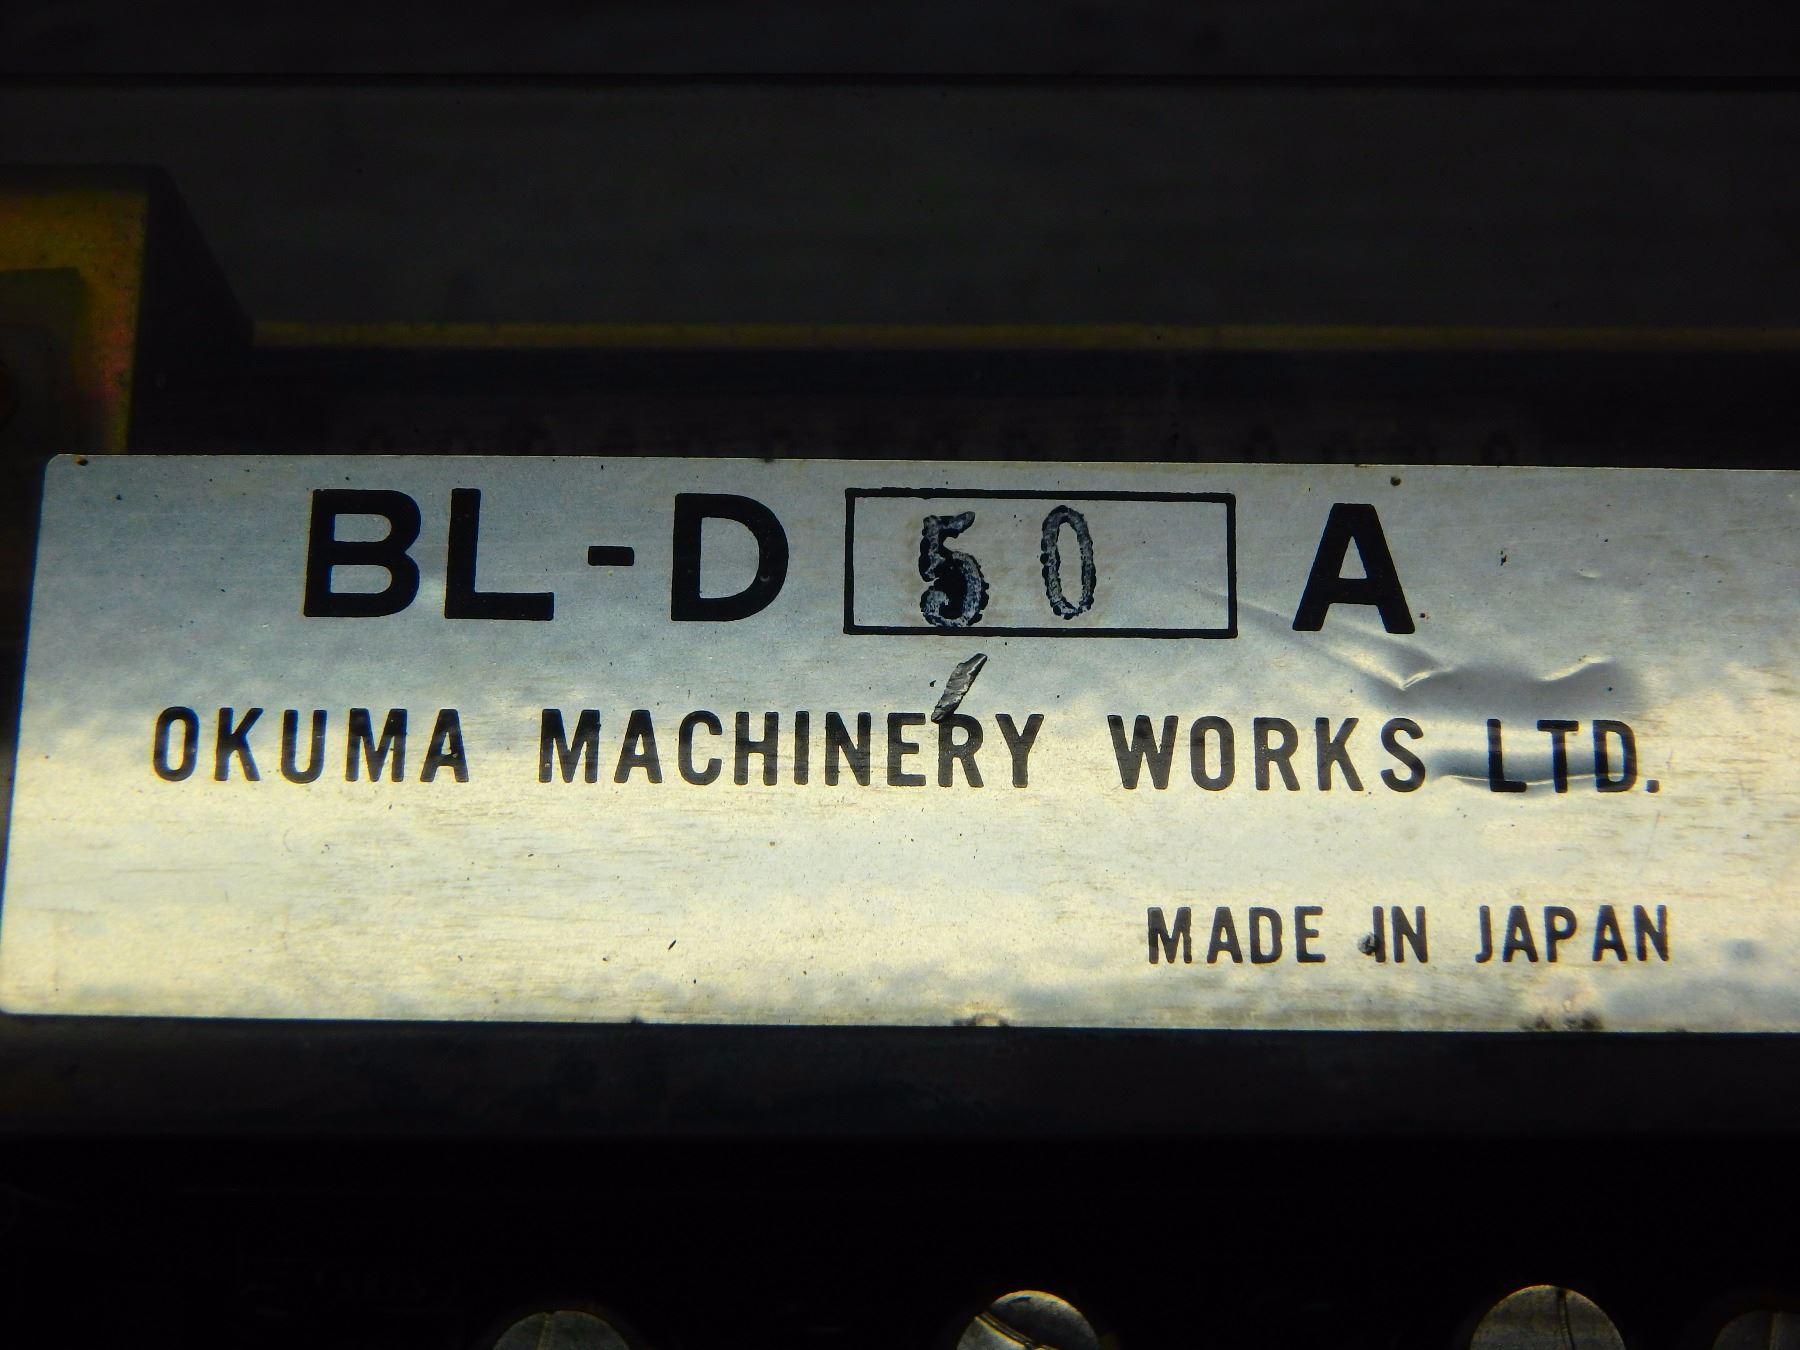 BL-D 50 A
OKUMA MACHINERY WORKS LTD.
MADE IN JAPAN